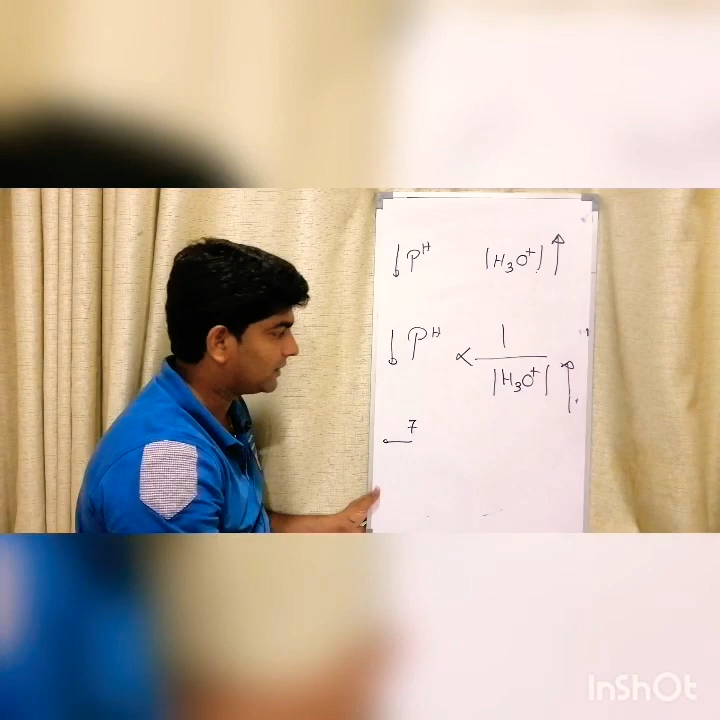 ↓ Pᴴ |H₃O⁺| ↑
↓ Pᴴ ∝ 1 / |H₃O⁺| ↑
← 7
InShOt